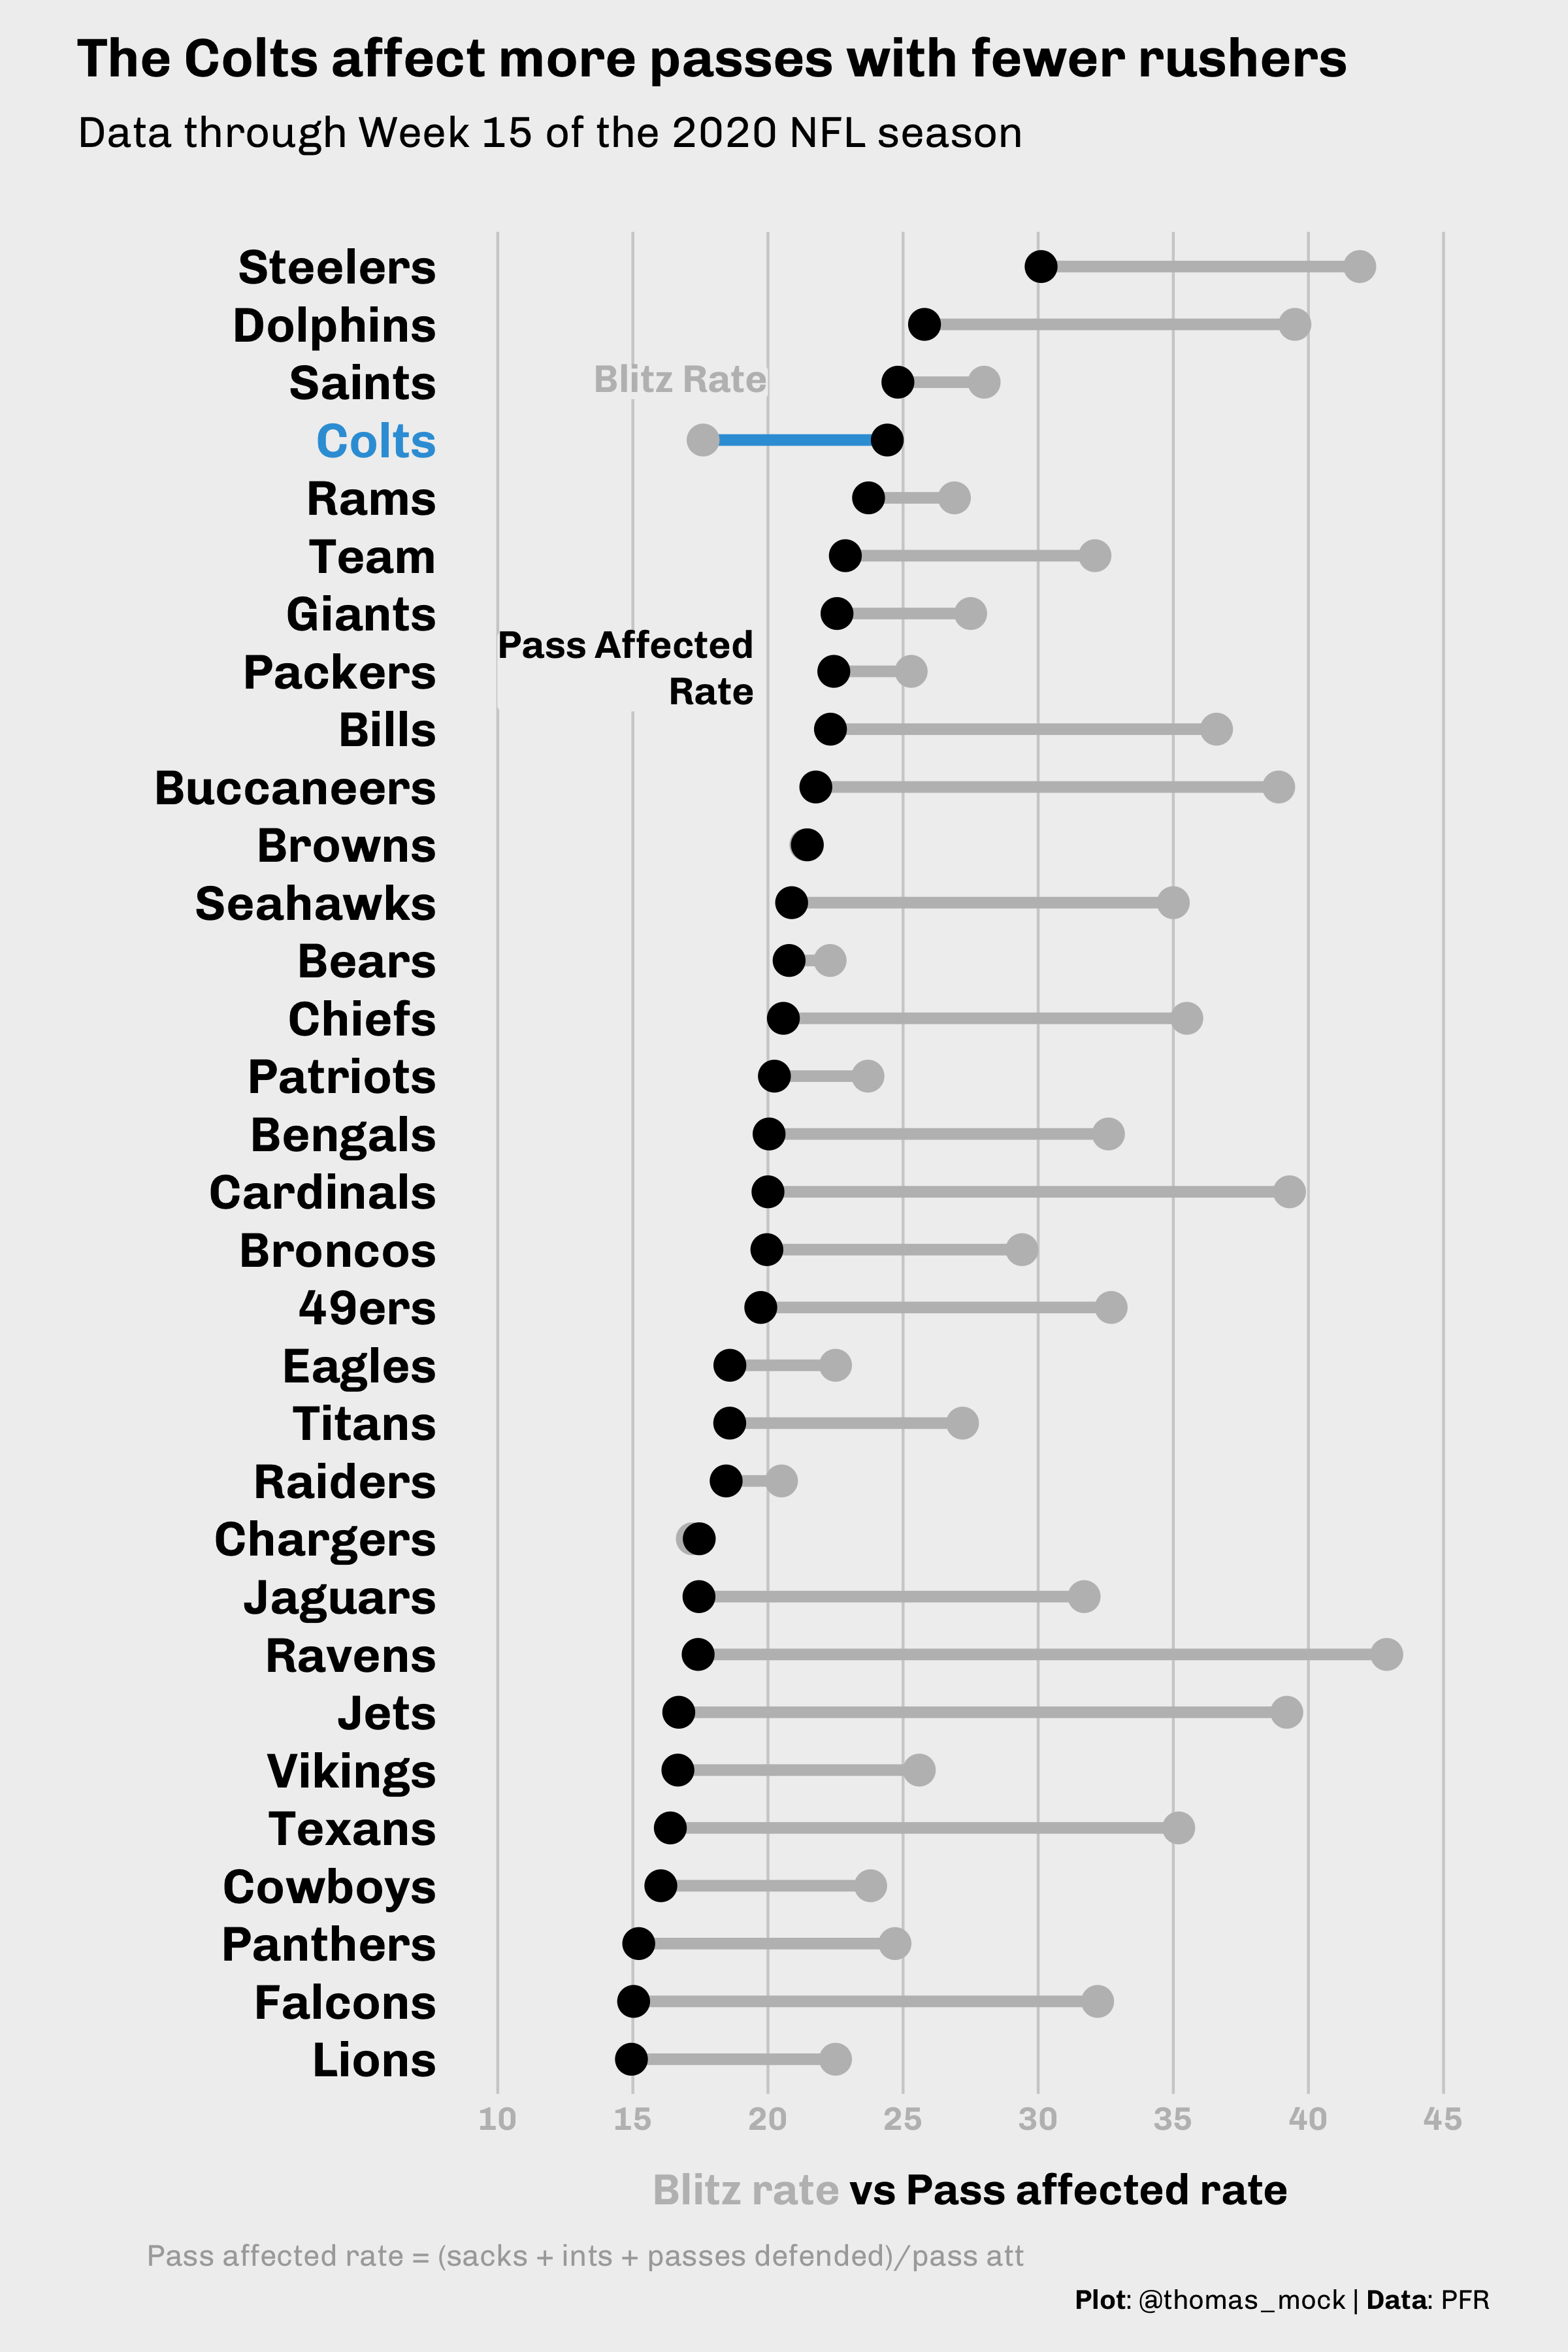 The Colts affect more passes with fewer rushers
Data through Week 15 of the 2020 NFL season
Steelers
Dolphins
Saints
Blitz Rate
Colts
Rams
Team
Giants
Pass Affected
Rate
Packers
Bills
Buccaneers
Browns
Seahawks
Bears
Chiefs
Patriots
Bengals
Cardinals
Broncos
49ers
Eagles
Titans
Raiders
Chargers
Jaguars
Ravens
Jets
Vikings
Texans
Cowboys
Panthers
Falcons
Lions
10 15 20 25 30 35 40 45
Blitz rate vs Pass affected rate
Pass affected rate = (sacks + ints + passes defended)/pass att
Plot: @thomas_mock | Data: PFR